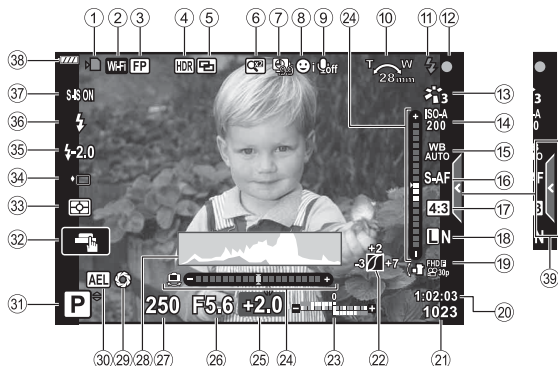 1 2 3 4 5 6 7 8 9 24 10 11 12
38 Wi-Fi FP HDR i off T W 28mm
37 S-IS ON 3 13
36 ISO-A 200 14
35 -2.0 WB AUTO 15
34 S-AF 16
33 4:3 17
32 L N 18
+2 -3 +7 FHD F 30p 19
AEL 1:02:03 20
31 P 250 F5.6 +2.0 0 1023 39
30 29 28 27 26 25 24 23 22 21